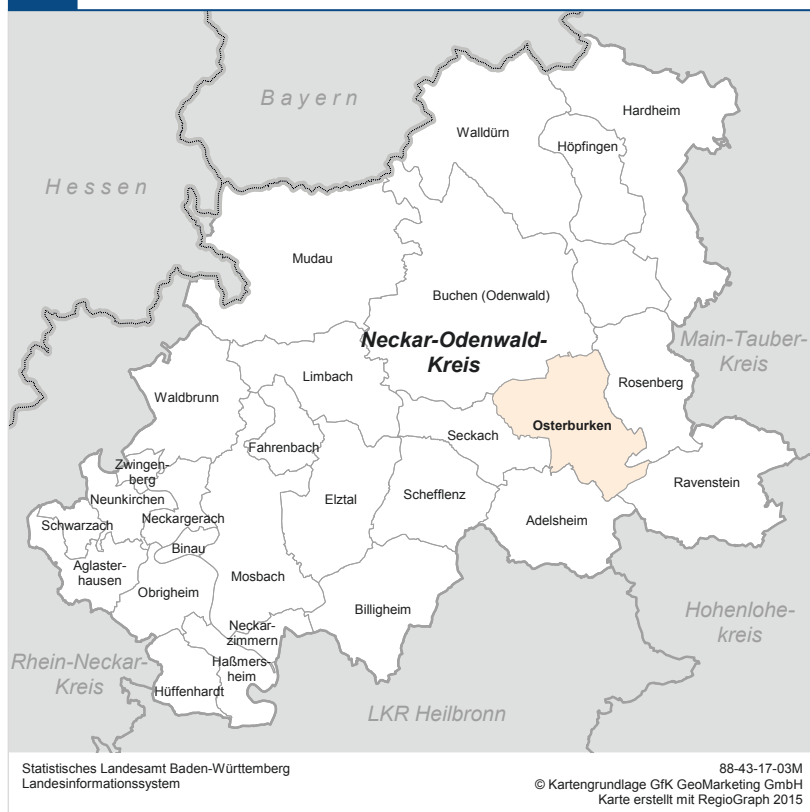 Bayern
Hessen
Hardheim
Walldürn
Höpfingen
Mudau
Buchen (Odenwald)
Neckar-Odenwald-
Kreis
Main-Tauber-
Kreis
Limbach
Rosenberg
Waldbrunn
Osterburken
Seckach
Fahrenbach
Zwingen-
berg
Ravenstein
Neunkirchen
Elztal
Schefflenz
Schwarzach
Neckargerach
Adelsheim
Binau
Aglaster-
hausen
Mosbach
Obrigheim
Billigheim
Neckar-
zimmern
Hohenlohe-
kreis
Rhein-Neckar-
Kreis
Haßmers-
heim
Hüffenhardt
LKR Heilbronn
Statistisches Landesamt Baden-Württemberg
Landesinformationssystem
88-43-17-03M
© Kartengrundlage GfK GeoMarketing GmbH
Karte erstellt mit RegioGraph 2015